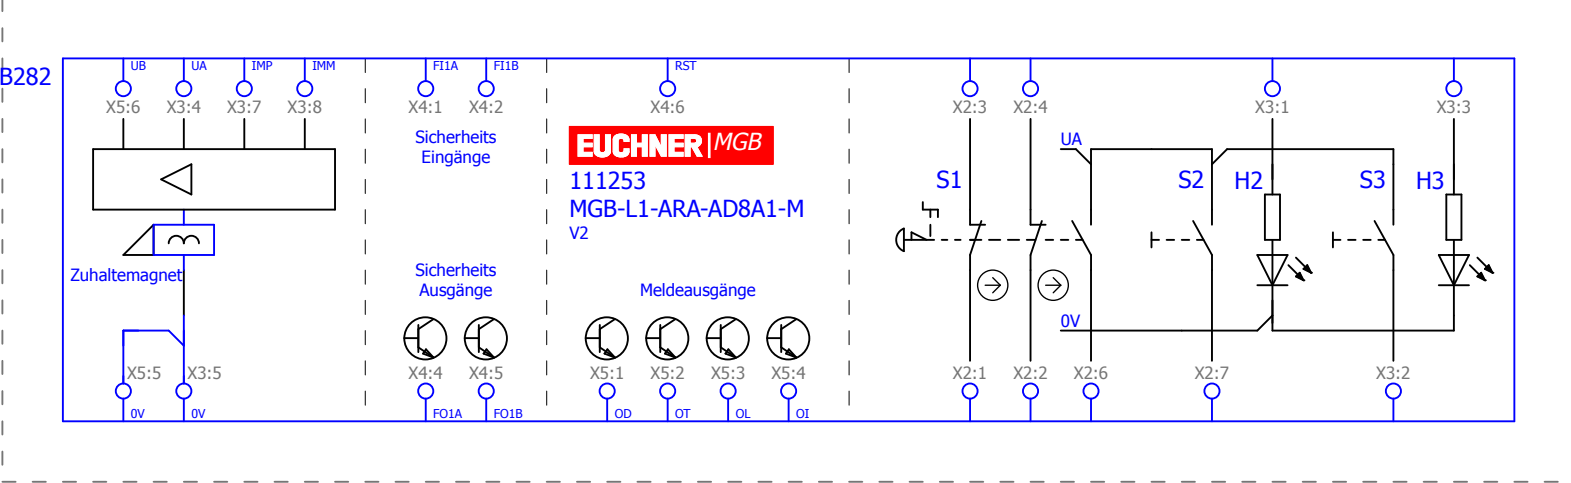 B282
UB UA IMP IMM FI1A FI1B RST
X5:6 X3:4 X3:7 X3:8 X4:1 X4:2 X4:6 X2:3 X2:4 X3:1 X3:3
Sicherheits
Eingänge
EUCHNER|MGB
111253
MGB-L1-ARA-AD8A1-M
V2
UA
S1 S2 H2 S3 H3
Zuhaltemagnet
Sicherheits
Ausgänge
Meldeausgänge
0V
X5:5 X3:5 X4:4 X4:5 X5:1 X5:2 X5:3 X5:4 X2:1 X2:2 X2:6 X2:7 X3:2
0V 0V FO1A FO1B OD OT OL OI